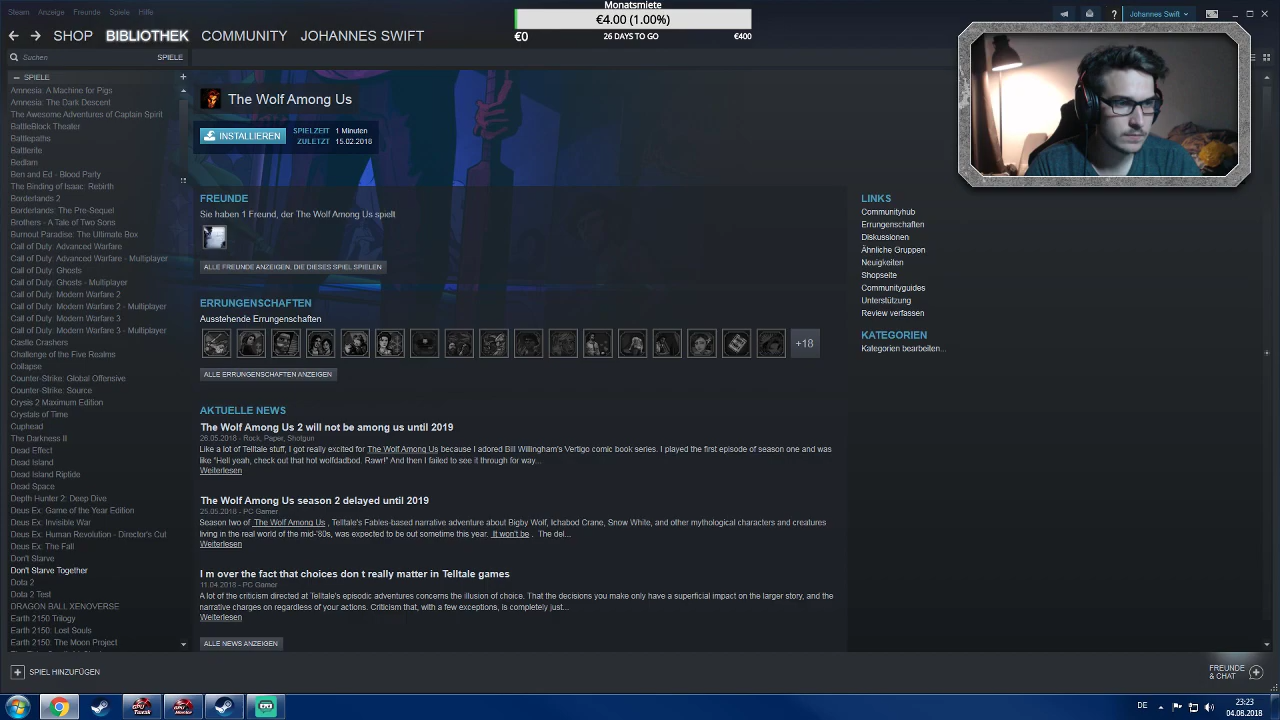 Steam Anzeige Freunde Spiele Hilfe
Monatsmiete
€4.00 (1.00%)
€0 26 DAYS TO GO €400
Johannes Swift
SHOP BIBLIOTHEK COMMUNITY JOHANNES SWIFT
Suchen SPIELE
SPIELE
Amnesia: A Machine for Pigs
Amnesia: The Dark Descent
The Awesome Adventures of Captain Spirit
BattleBlock Theater
Battlepaths
Battlerite
Bedlam
Ben and Ed - Blood Party
The Binding of Isaac: Rebirth
Borderlands 2
Borderlands: The Pre-Sequel
Brothers - A Tale of Two Sons
Burnout Paradise: The Ultimate Box
Call of Duty: Advanced Warfare
Call of Duty: Advanced Warfare - Multiplayer
Call of Duty: Ghosts
Call of Duty: Ghosts - Multiplayer
Call of Duty: Modern Warfare 2
Call of Duty: Modern Warfare 2 - Multiplayer
Call of Duty: Modern Warfare 3
Call of Duty: Modern Warfare 3 - Multiplayer
Castle Crashers
Challenge of the Five Realms
Collapse
Counter-Strike: Global Offensive
Counter-Strike: Source
Crysis 2 Maximum Edition
Crystals of Time
Cuphead
The Darkness II
Dead Effect
Dead Island
Dead Island Riptide
Dead Space
Depth Hunter 2: Deep Dive
Deus Ex: Game of the Year Edition
Deus Ex: Invisible War
Deus Ex: Human Revolution - Director's Cut
Deus Ex: The Fall
Don't Starve
Don't Starve Together
Dota 2
Dota 2 Test
DRAGON BALL XENOVERSE
Earth 2150 Trilogy
Earth 2150: Lost Souls
Earth 2150: The Moon Project
The Wolf Among Us
INSTALLIEREN
SPIELZEIT 1 Minuten
ZULETZT 15.02.2018
FREUNDE
Sie haben 1 Freund, der The Wolf Among Us spielt
ALLE FREUNDE ANZEIGEN, DIE DIESES SPIEL SPIELEN
ERRUNGENSCHAFTEN
Ausstehende Errungenschaften
+18
ALLE ERRUNGENSCHAFTEN ANZEIGEN
AKTUELLE NEWS
The Wolf Among Us 2 will not be among us until 2019
26.05.2018 - Rock, Paper, Shotgun
Like a lot of Telltale stuff, I got really excited for The Wolf Among Us because I adored Bill Willingham's Vertigo comic book series. I played the first episode of season one and was
like "Hell yeah, check out that hot wolfdadbod. Rawr!" And then I failed to see it through for way...
Weiterlesen
The Wolf Among Us season 2 delayed until 2019
25.05.2018 - PC Gamer
Season two of The Wolf Among Us , Telltale's Fables-based narrative adventure about Bigby Wolf, Ichabod Crane, Snow White, and other mythological characters and creatures
living in the real world of the mid-'80s, was expected to be out sometime this year. It won't be . The del...
Weiterlesen
I m over the fact that choices don t really matter in Telltale games
11.04.2018 - PC Gamer
A lot of the criticism directed at Telltale's episodic adventures concerns the illusion of choice. That the decisions you make only have a superficial impact on the larger story, and the
narrative charges on regardless of your actions. Criticism that, with a few exceptions, is completely just...
Weiterlesen
ALLE NEWS ANZEIGEN
LINKS
Communityhub
Errungenschaften
Diskussionen
Ähnliche Gruppen
Neuigkeiten
Shopseite
Communityguides
Unterstützung
Review verfassen
KATEGORIEN
Kategorien bearbeiten...
SPIEL HINZUFÜGEN
FREUNDE
& CHAT
DE
23:23
04.08.2018